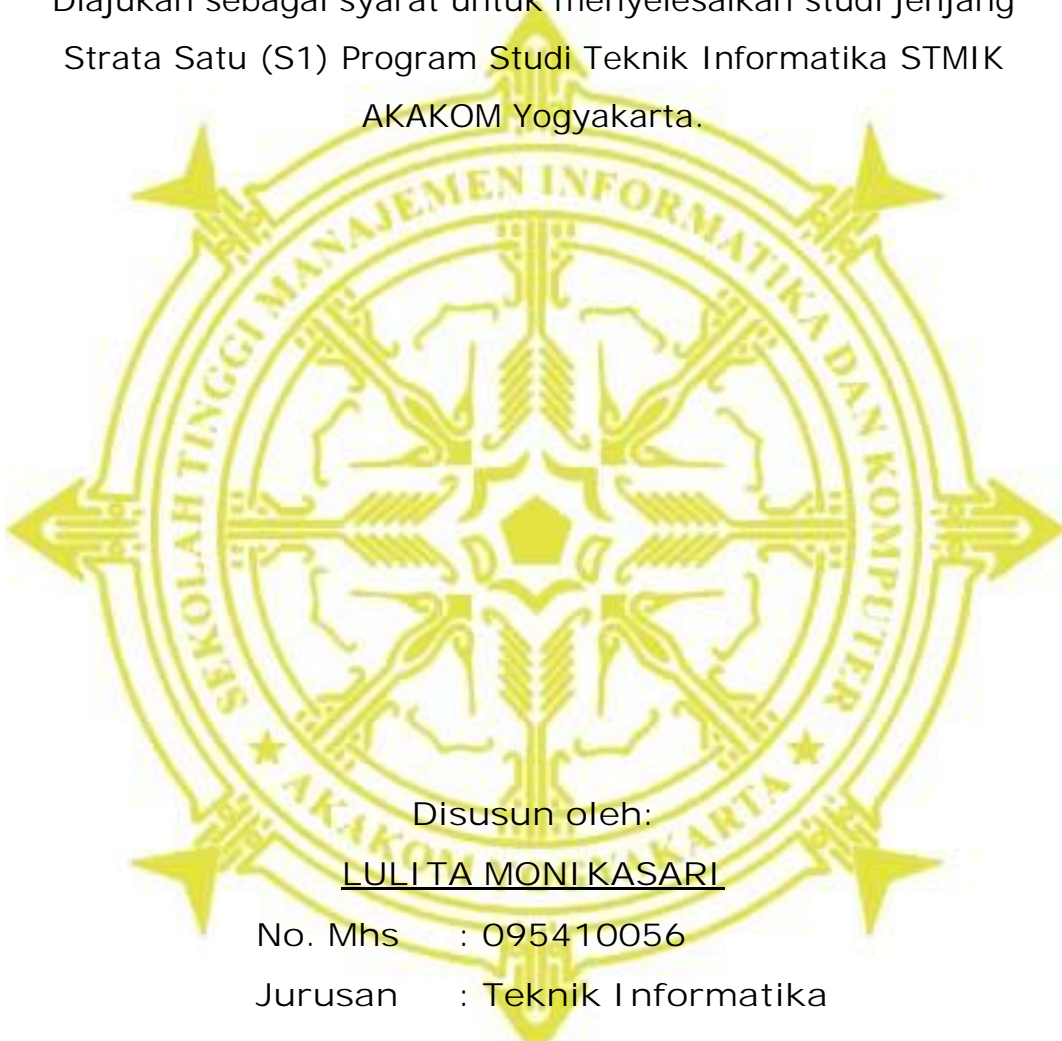 Diajukan sebagai syarat untuk menyelesaikan studi jenjang
Strata Satu (S1) Program Studi Teknik Informatika STMIK
AKAKOM Yogyakarta.
SEKOLAH TINGGI MANAJEMEN INFORMATIKA DAN KOMPUTER
★ AKAKOM YOGYAKARTA ★
Disusun oleh:
LULITA MONIKASARI
No. Mhs : 095410056
Jurusan : Teknik Informatika